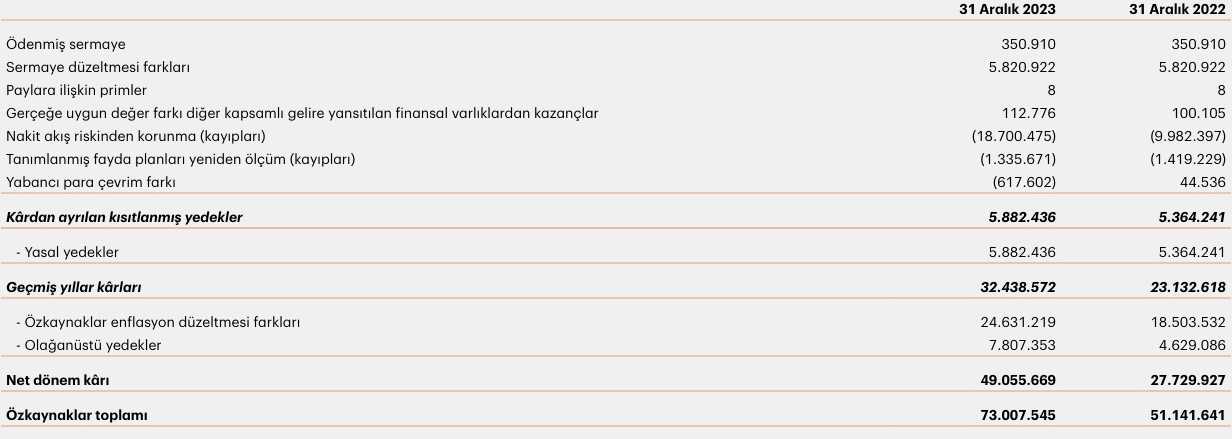 31 Aralık 2023 31 Aralık 2022
Ödenmiş sermaye 350.910 350.910
Sermaye düzeltmesi farkları 5.820.922 5.820.922
Paylara ilişkin primler 8 8
Gerçeğe uygun değer farkı diğer kapsamlı gelire yansıtılan finansal varlıklardan kazançlar 112.776 100.105
Nakit akış riskinden korunma (kayıpları) (18.700.475) (9.982.397)
Tanımlanmış fayda planları yeniden ölçüm (kayıpları) (1.335.671) (1.419.229)
Yabancı para çevrim farkı (617.602) 44.536
Kârdan ayrılan kısıtlanmış yedekler 5.882.436 5.364.241
- Yasal yedekler 5.882.436 5.364.241
Geçmiş yıllar kârları 32.438.572 23.132.618
- Özkaynaklar enflasyon düzeltmesi farkları 24.631.219 18.503.532
- Olağanüstü yedekler 7.807.353 4.629.086
Net dönem kârı 49.055.669 27.729.927
Özkaynaklar toplamı 73.007.545 51.141.641